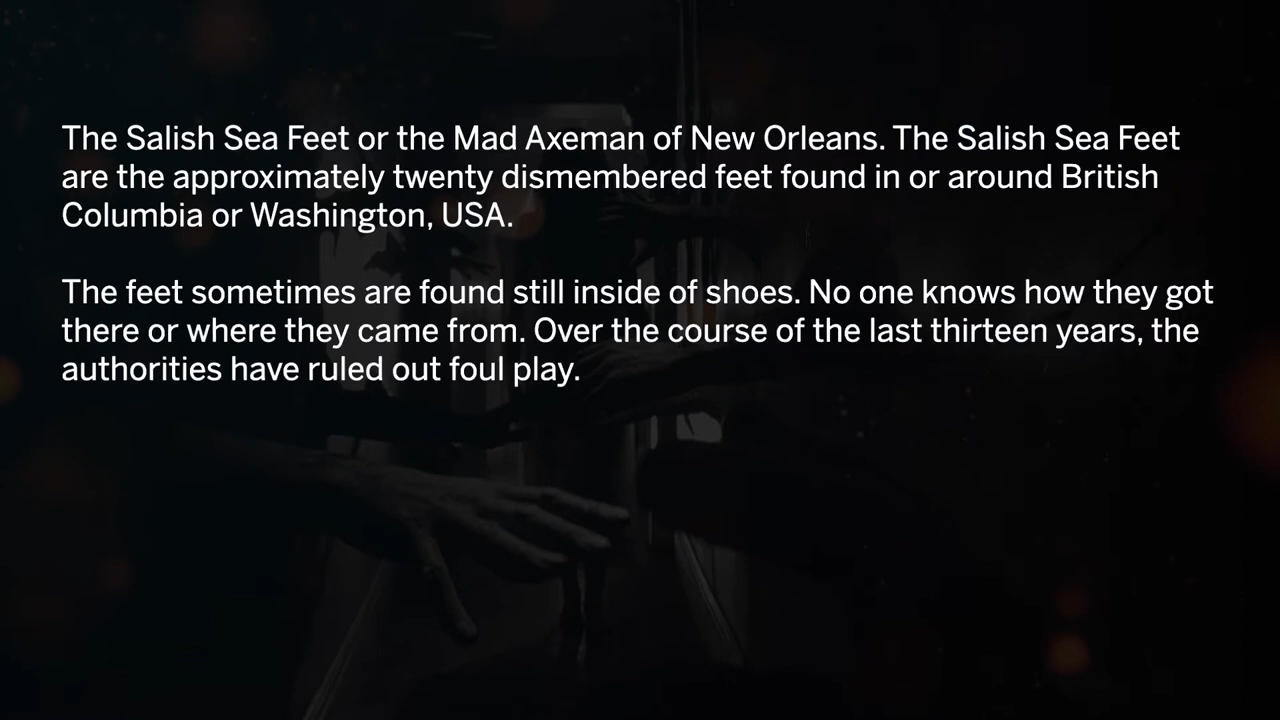 The Salish Sea Feet or the Mad Axeman of New Orleans. The Salish Sea Feet
are the approximately twenty dismembered feet found in or around British
Columbia or Washington, USA.
The feet sometimes are found still inside of shoes. No one knows how they got
there or where they came from. Over the course of the last thirteen years, the
authorities have ruled out foul play.